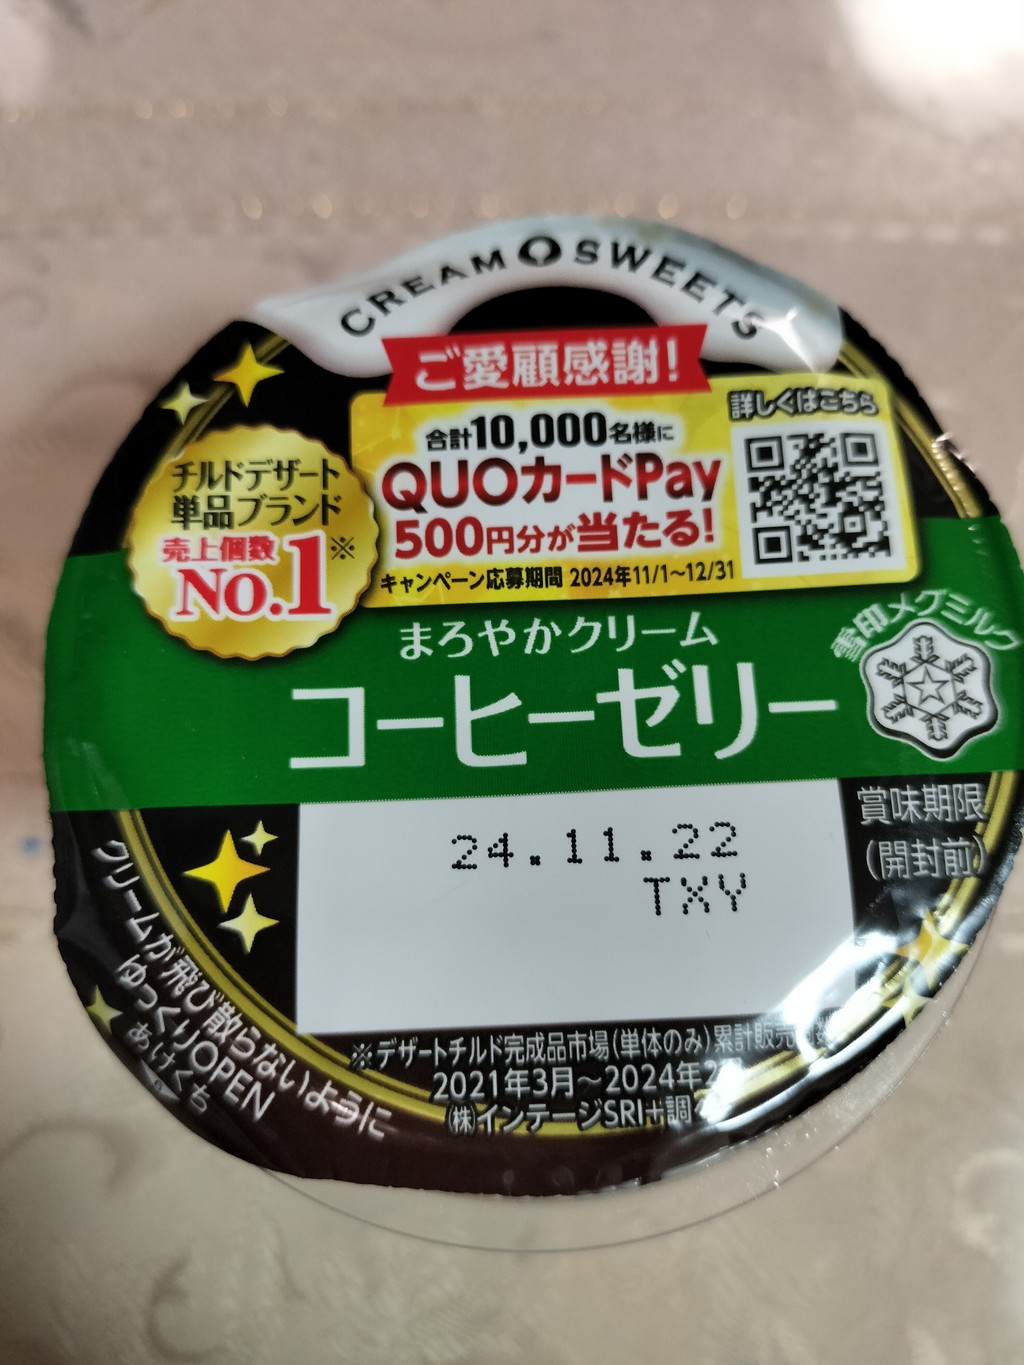 CREAM SWEETS
ご愛顧感謝!
詳しくはこちら
合計10,000名様に
QUOカードPay
500円分が当たる!
キャンペーン応募期間 2024年11/1〜12/31
チルドデザート
単品ブランド
売上個数
No.1※
まろやかクリーム
コーヒーゼリー
雪印メグミルク
賞味期限
(開封前)
24.11.22
TXY
クリームが飛び散らないように
ゆっくりOPEN
あけくち
※デザートチルド完成品市場(単体のみ)累計販売
2021年3月〜2024年2
(株)インテージSRI+調